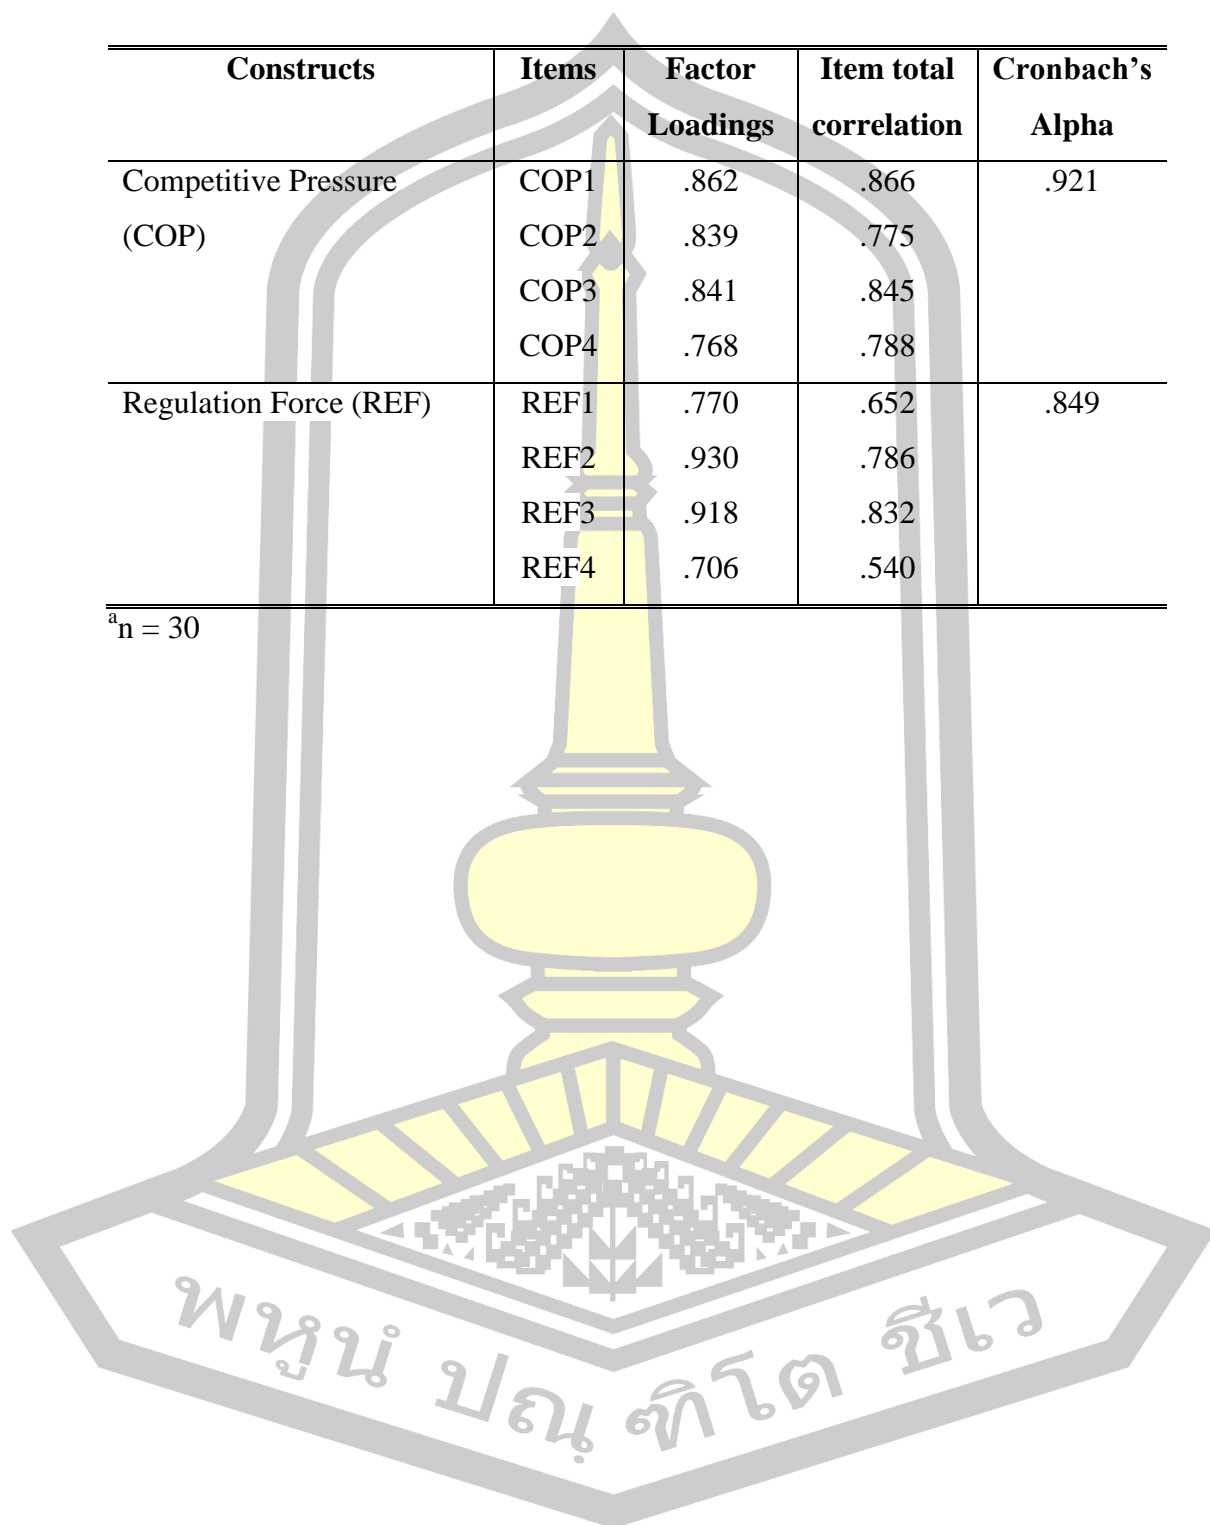 Constructs Items Factor Loadings Item total correlation Cronbach's Alpha
Competitive Pressure (COP) COP1 .862 .866 .921
COP2 .839 .775
COP3 .841 .845
COP4 .768 .788
Regulation Force (REF) REF1 .770 .652 .849
REF2 .930 .786
REF3 .918 .832
REF4 .706 .540
ᵃn = 30
พหูนํ ปณฺฑิโต ชีเว